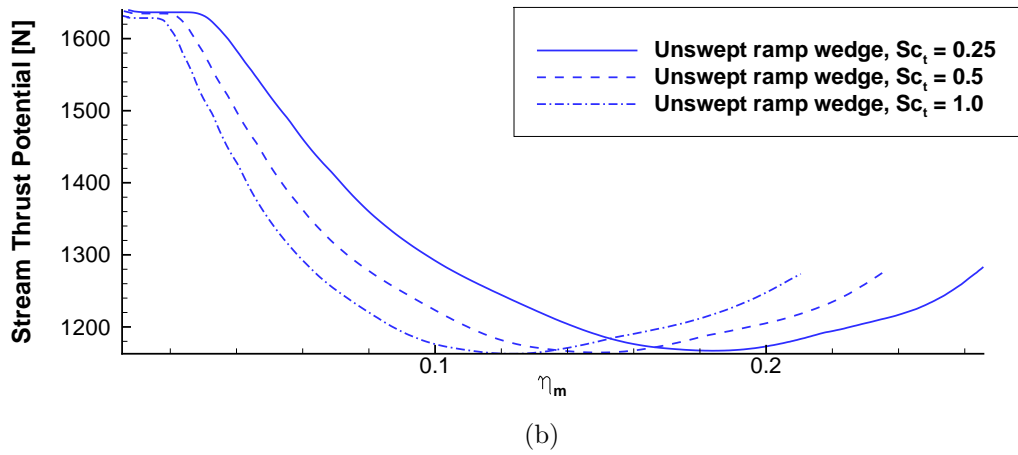 Stream Thrust Potential [N]
1600
1500
1400
1300
1200
Unswept ramp wedge, Sc_t = 0.25
Unswept ramp wedge, Sc_t = 0.5
Unswept ramp wedge, Sc_t = 1.0
0.1
0.2
η_m
(b)